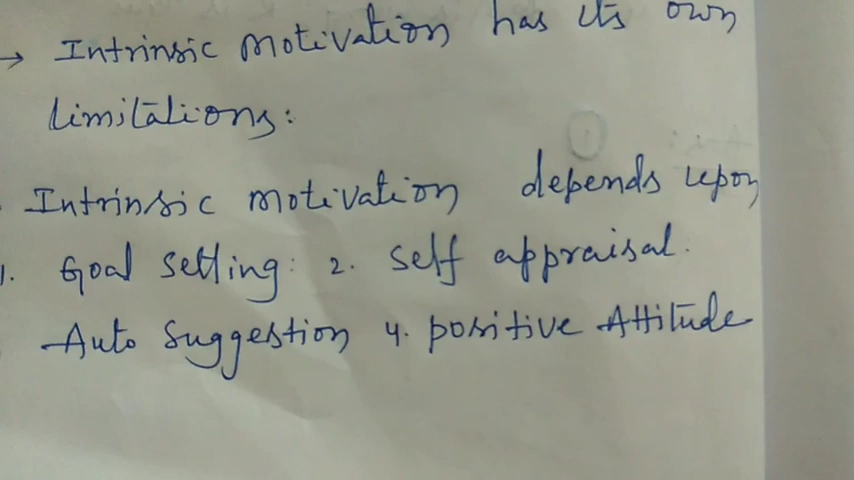 → Intrinsic motivation has its own
limitations:
Intrinsic motivation depends upon
1. Goal setting: 2. self appraisal.
Auto suggestion 4. positive Attitude